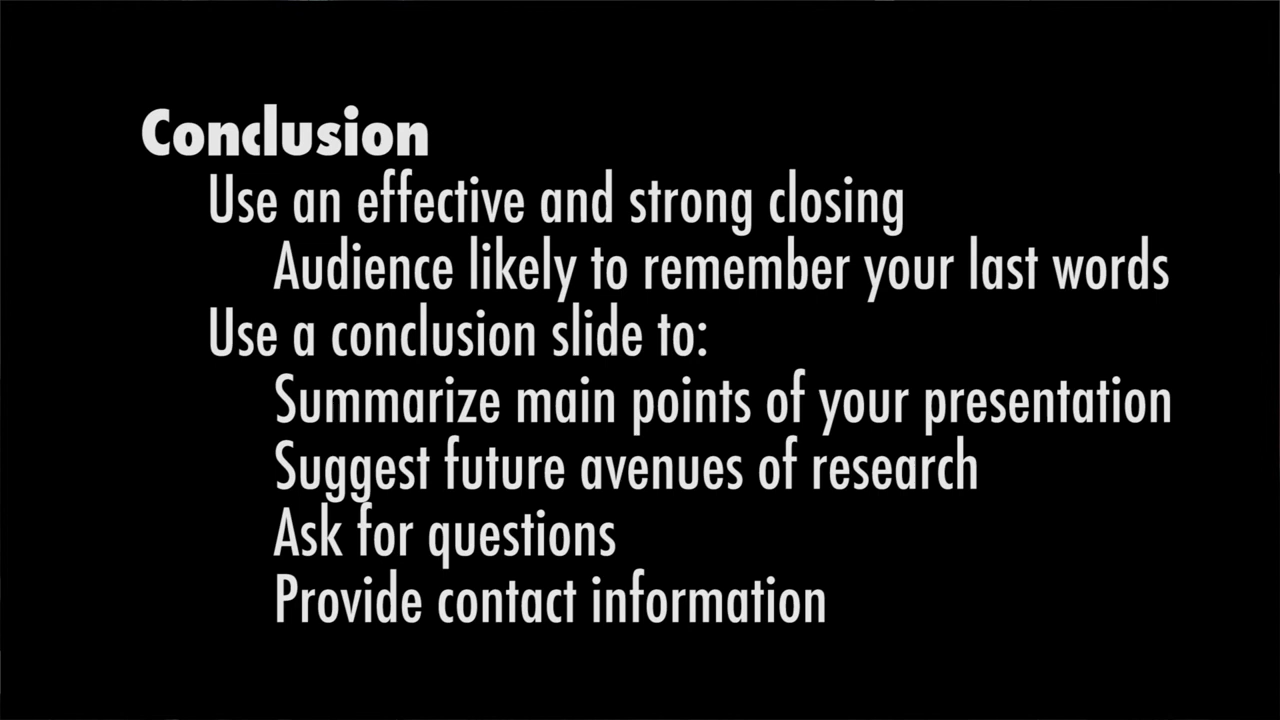 Conclusion
Use an effective and strong closing
Audience likely to remember your last words
Use a conclusion slide to:
Summarize main points of your presentation
Suggest future avenues of research
Ask for questions
Provide contact information